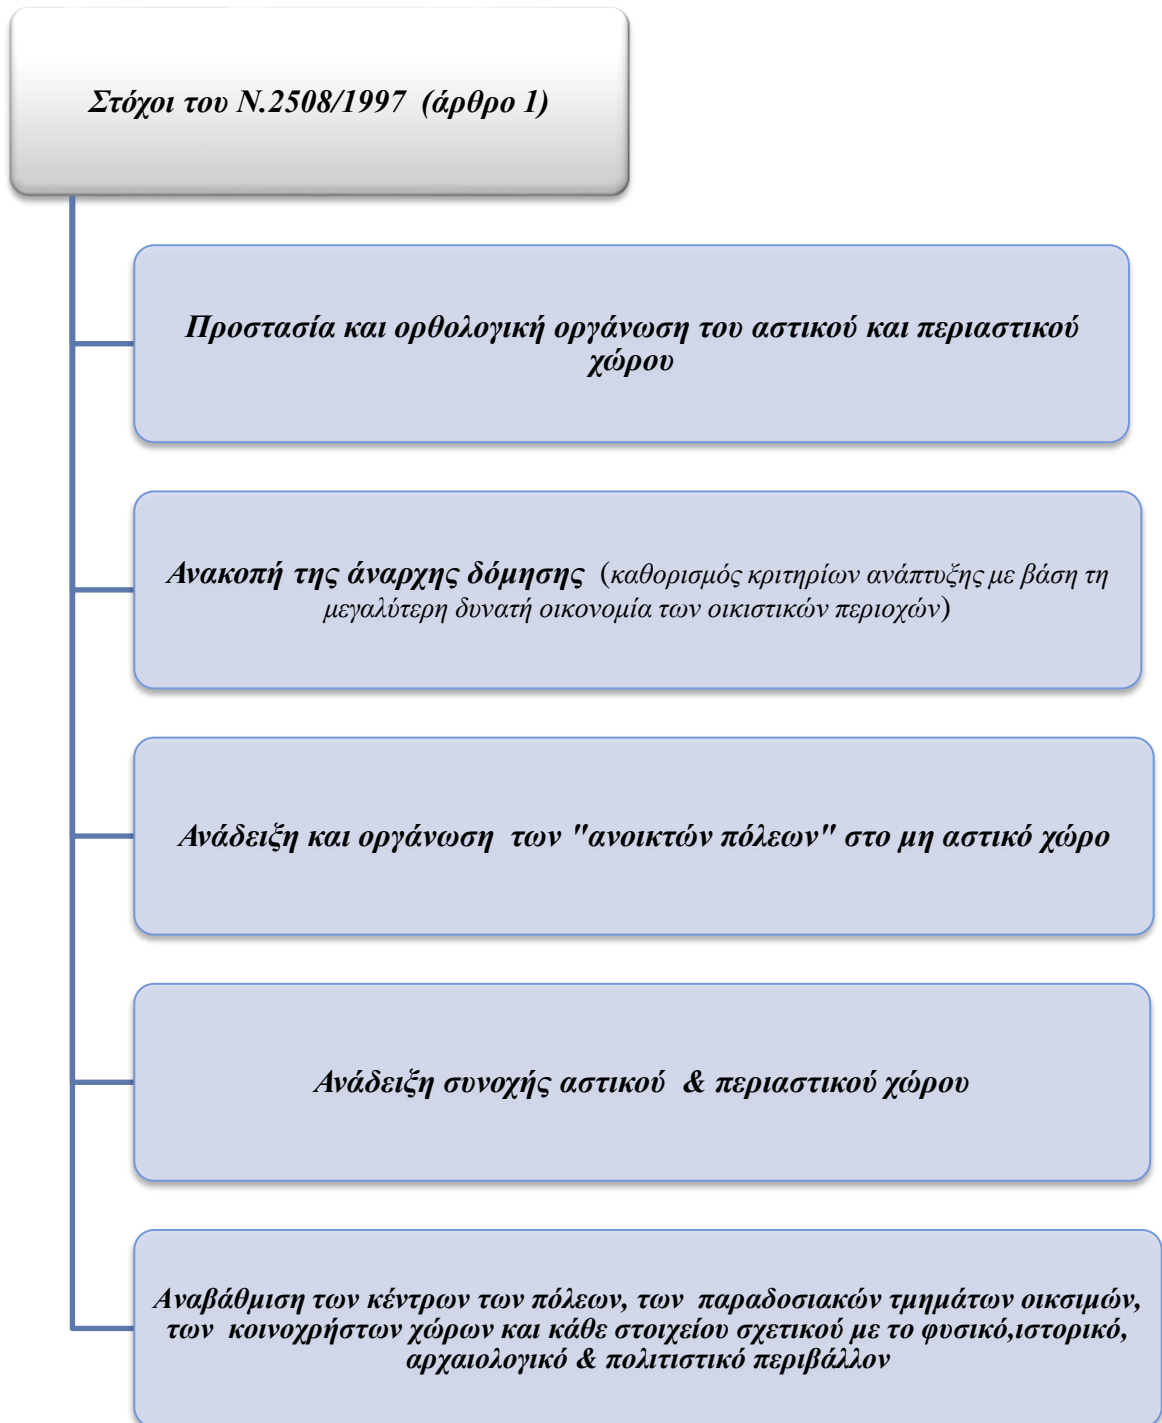 Στόχοι του Ν.2508/1997 (άρθρο 1)
Προστασία και ορθολογική οργάνωση του αστικού και περιαστικού
χώρου
Ανακοπή της άναρχης δόμησης (καθορισμός κριτηρίων ανάπτυξης με βάση τη
μεγαλύτερη δυνατή οικονομία των οικιστικών περιοχών)
Ανάδειξη και οργάνωση των "ανοικτών πόλεων" στο μη αστικό χώρο
Ανάδειξη συνοχής αστικού & περιαστικού χώρου
Αναβάθμιση των κέντρων των πόλεων, των παραδοσιακών τμημάτων οικσιμών,
των κοινοχρήστων χώρων και κάθε στοιχείου σχετικού με το φυσικό,ιστορικό,
αρχαιολογικό & πολιτιστικό περιβάλλον